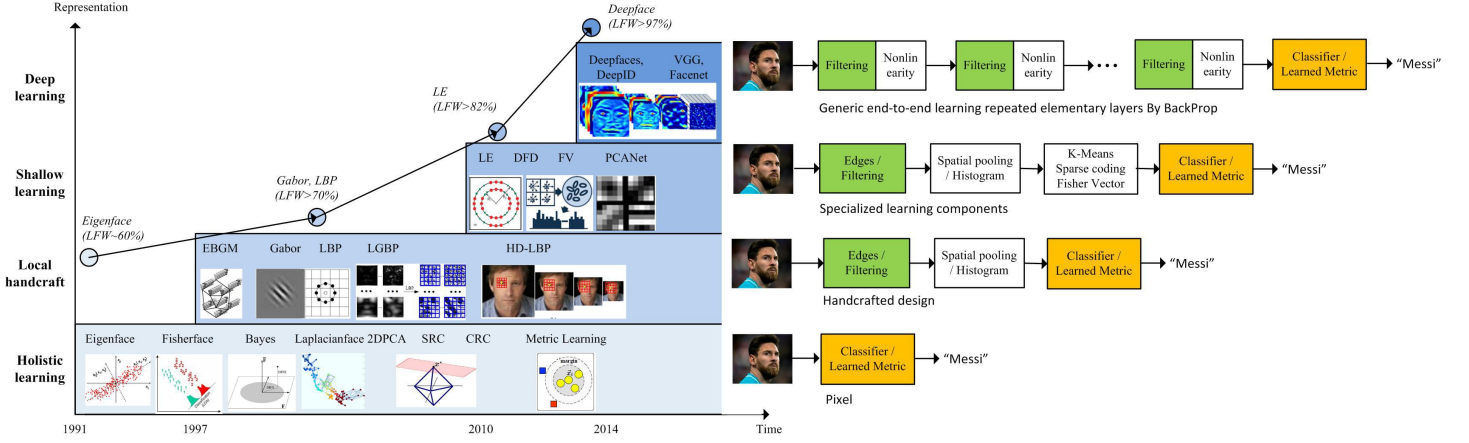 Representation
Deep
learning
Shallow
learning
Local
handcraft
Holistic
learning
Deepface
(LFW>97%)
LE
(LFW>82%)
Gabor, LBP
(LFW>70%)
Eigenface
(LFW~60%)
Deepfaces,
DeepID
VGG,
Facenet
LE DFD FV PCANet
EBGM Gabor LBP LGBP HD-LBP
LBP
Eigenface Fisherface Bayes Laplacianface 2DPCA SRC CRC Metric Learning
margin
1991 1997 2010 2014 Time
Filtering
Nonlin
earity
Filtering
Nonlin
earity
Filtering
Nonlin
earity
Classifier /
Learned Metric
“Messi”
Generic end-to-end learning repeated elementary layers By BackProp
Edges /
Filtering
Spatial pooling
/ Histogram
K-Means
Sparse coding
Fisher Vector
Classifier /
Learned Metric
“Messi”
Specialized learning components
Edges /
Filtering
Spatial pooling
/ Histogram
Classifier /
Learned Metric
“Messi”
Handcrafted design
Classifier /
Learned Metric
“Messi”
Pixel